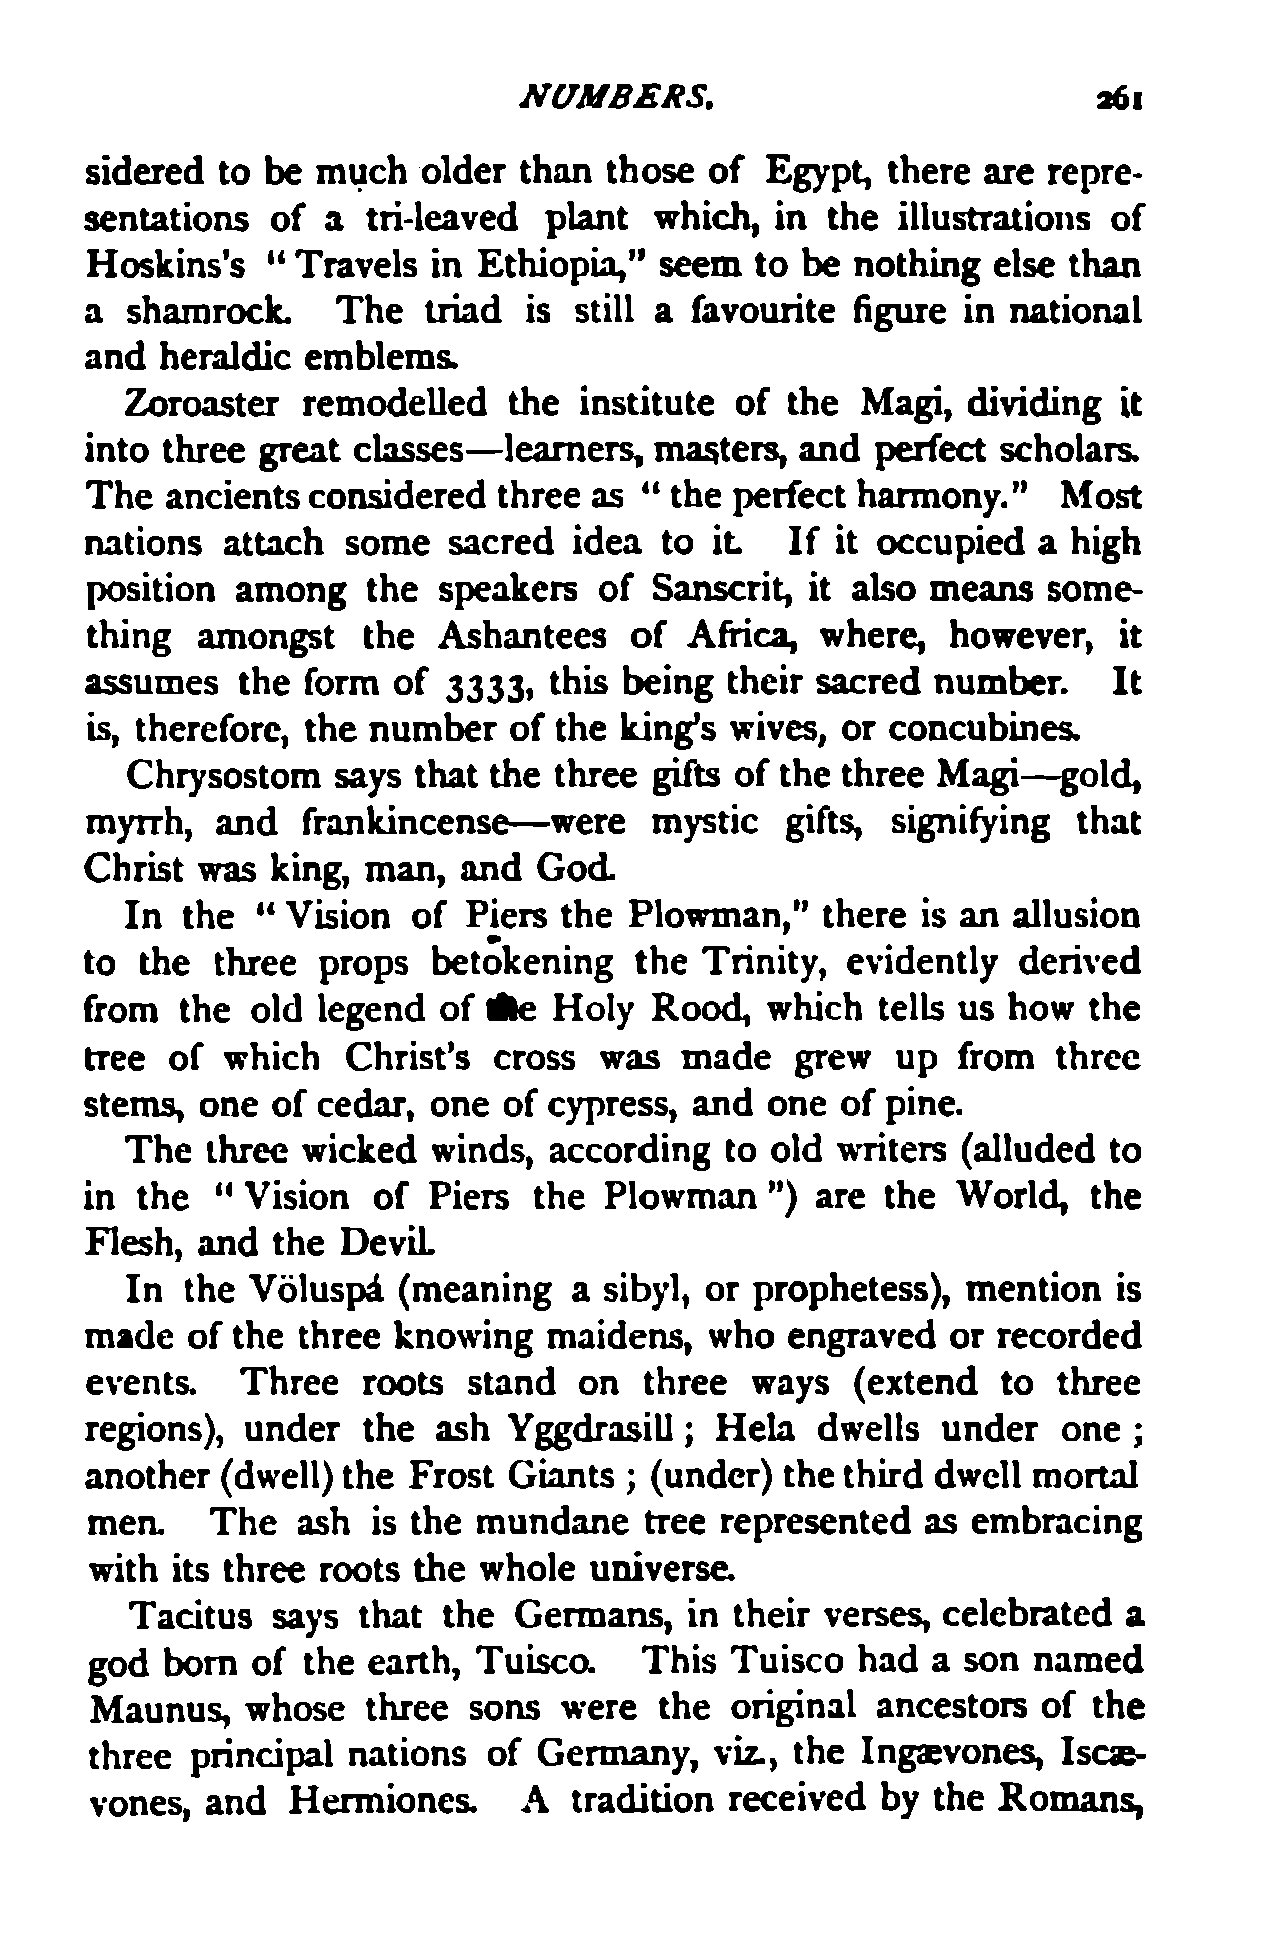 NUMBERS. 261
sidered to be much older than those of Egypt, there are repre-
sentations of a tri-leaved plant which, in the illustrations of
Hoskins's "Travels in Ethiopia," seem to be nothing else than
a shamrock. The triad is still a favourite figure in national
and heraldic emblems.
Zoroaster remodelled the institute of the Magi, dividing it
into three great classes—learners, masters, and perfect scholars.
The ancients considered three as "the perfect harmony." Most
nations attach some sacred idea to it. If it occupied a high
position among the speakers of Sanscrit, it also means some-
thing amongst the Ashantees of Africa, where, however, it
assumes the form of 3333, this being their sacred number. It
is, therefore, the number of the king's wives, or concubines.
Chrysostom says that the three gifts of the three Magi—gold,
myrrh, and frankincense—were mystic gifts, signifying that
Christ was king, man, and God.
In the "Vision of Piers the Plowman," there is an allusion
to the three props betokening the Trinity, evidently derived
from the old legend of the Holy Rood, which tells us how the
tree of which Christ's cross was made grew up from three
stems, one of cedar, one of cypress, and one of pine.
The three wicked winds, according to old writers (alluded to
in the "Vision of Piers the Plowman") are the World, the
Flesh, and the Devil.
In the Völuspá (meaning a sibyl, or prophetess), mention is
made of the three knowing maidens, who engraved or recorded
events. Three roots stand on three ways (extend to three
regions), under the ash Yggdrasill; Hela dwells under one;
another (dwell) the Frost Giants; (under) the third dwell mortal
men. The ash is the mundane tree represented as embracing
with its three roots the whole universe.
Tacitus says that the Germans, in their verses, celebrated a
god born of the earth, Tuisco. This Tuisco had a son named
Maunus, whose three sons were the original ancestors of the
three principal nations of Germany, viz., the Ingævones, Iscæ-
vones, and Hermiones. A tradition received by the Romans,